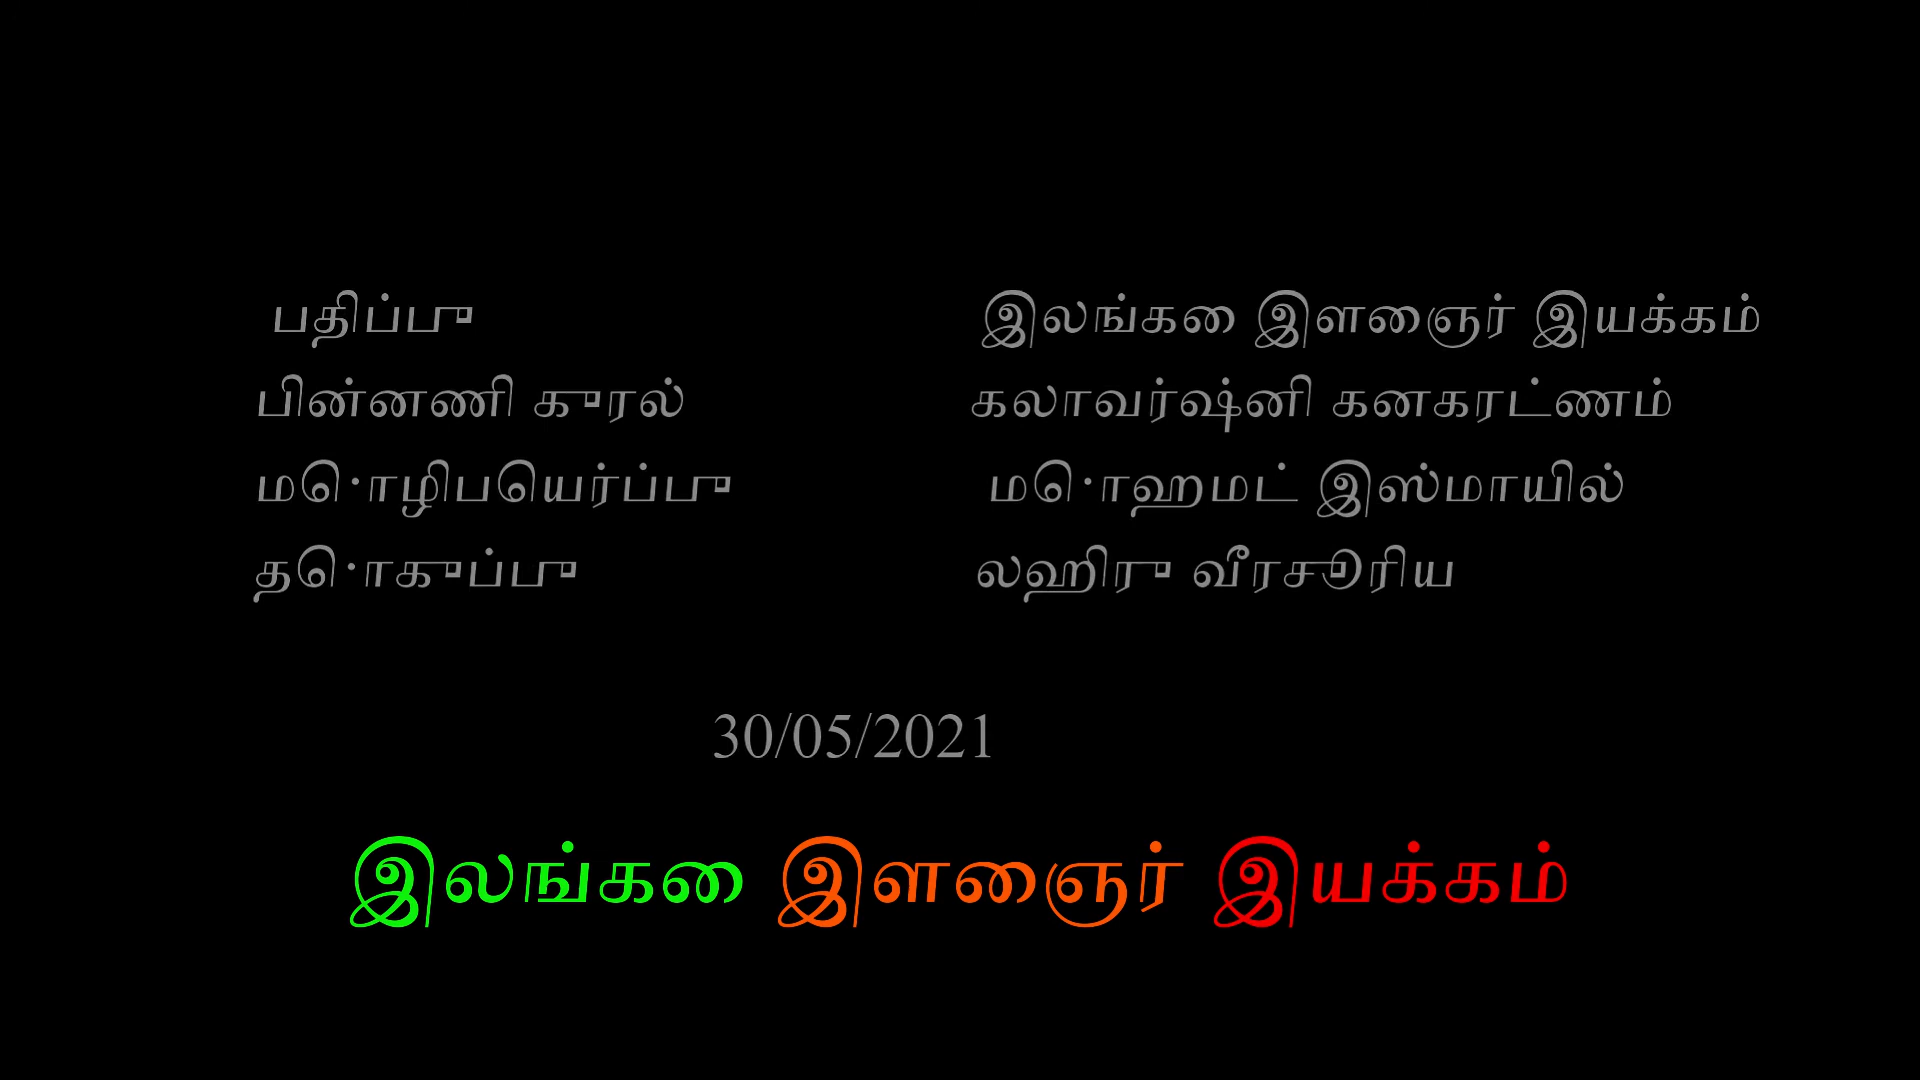 பதிப்பு இலங்கை இளைஞர் இயக்கம்
பின்னணி குரல் கலாவர்ஷ்னி கனகரட்ணம்
மொழிபெயர்ப்பு மொஹமட் இஸ்மாயில்
தொகுப்பு லஹிரு வீரசூரிய
30/05/2021
இலங்கை இளைஞர் இயக்கம்